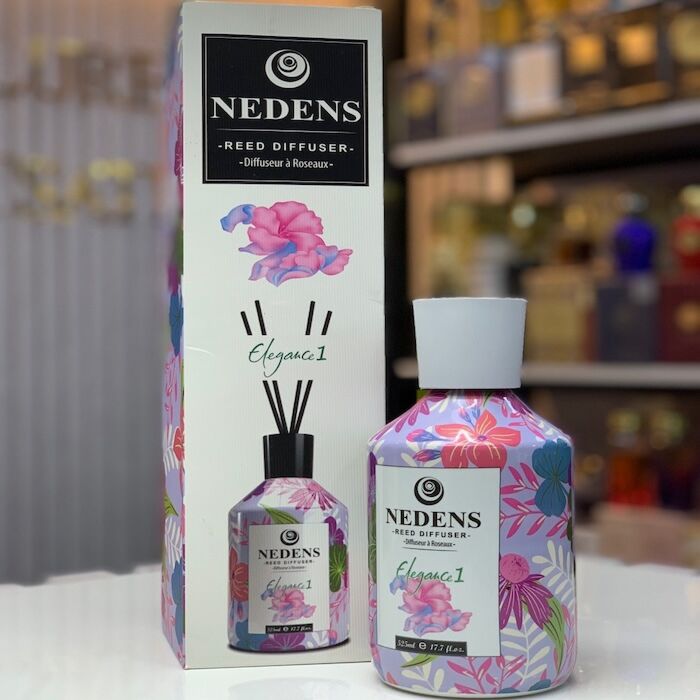 NEDENS
-REED DIFFUSER-
-Diffuseur à Roseaux-
Elegance 1
NEDENS
-REED DIFFUSER-
-Diffuseur à Roseaux-
Elegance 1
525ml e 17.7 fl.oz.
NEDENS
-REED DIFFUSER-
-Diffuseur à Roseaux-
Elegance 1
525ml e 17.7 fl.oz.